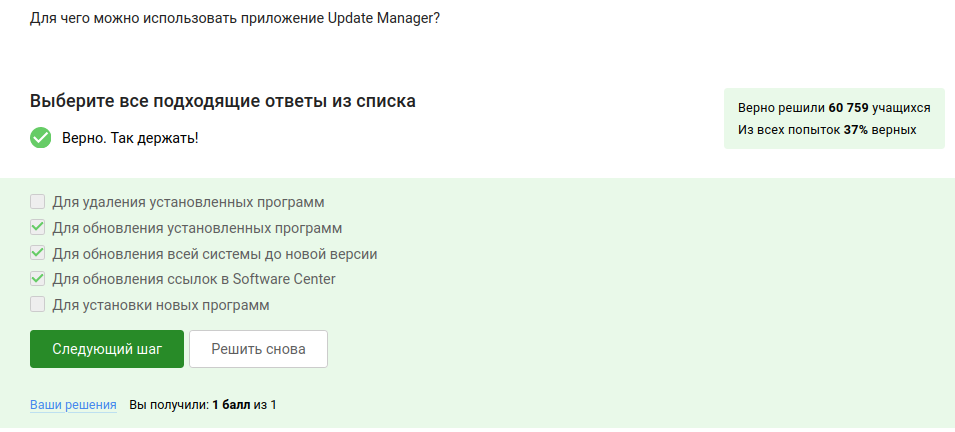 Для чего можно использовать приложение Update Manager?
Выберите все подходящие ответы из списка
Верно. Так держать!
Верно решили 60 759 учащихся
Из всех попыток 37% верных
Для удаления установленных программ
Для обновления установленных программ
Для обновления всей системы до новой версии
Для обновления ссылок в Software Center
Для установки новых программ
Следующий шаг
Решить снова
Ваши решения Вы получили: 1 балл из 1